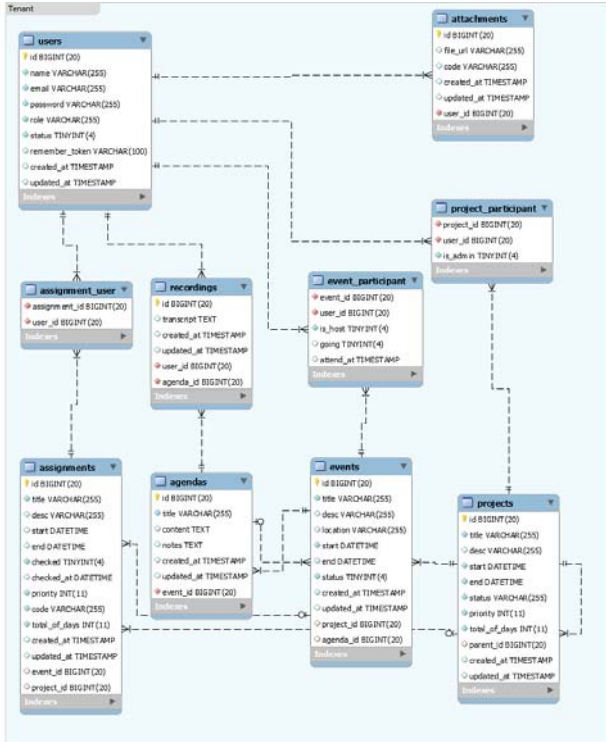 Tenant
users
id BIGINT(20)
name VARCHAR(255)
email VARCHAR(255)
password VARCHAR(255)
role VARCHAR(255)
status TINYINT(4)
remember_token VARCHAR(100)
created_at TIMESTAMP
updated_at TIMESTAMP
Indexes
attachments
id BIGINT(20)
file_url VARCHAR(255)
code VARCHAR(255)
created_at TIMESTAMP
updated_at TIMESTAMP
user_id BIGINT(20)
Indexes
project_participant
project_id BIGINT(20)
user_id BIGINT(20)
is_admin TINYINT(4)
Indexes
assignment_user
assignment_id BIGINT(20)
user_id BIGINT(20)
Indexes
recordings
id BIGINT(20)
transcript TEXT
created_at TIMESTAMP
updated_at TIMESTAMP
user_id BIGINT(20)
agenda_id BIGINT(20)
Indexes
event_participant
event_id BIGINT(20)
user_id BIGINT(20)
is_host TINYINT(4)
going TINYINT(4)
attend_at TIMESTAMP
Indexes
assignments
id BIGINT(20)
title VARCHAR(255)
desc VARCHAR(255)
start DATETIME
end DATETIME
checked TINYINT(4)
checked_at DATETIME
priority INT(11)
code VARCHAR(255)
total_of_days INT(11)
created_at TIMESTAMP
updated_at TIMESTAMP
event_id BIGINT(20)
project_id BIGINT(20)
Indexes
agendas
id BIGINT(20)
title VARCHAR(255)
content TEXT
notes TEXT
created_at TIMESTAMP
updated_at TIMESTAMP
event_id BIGINT(20)
Indexes
events
id BIGINT(20)
title VARCHAR(255)
desc VARCHAR(255)
location VARCHAR(255)
start DATETIME
end DATETIME
status TINYINT(4)
created_at TIMESTAMP
updated_at TIMESTAMP
project_id BIGINT(20)
agenda_id BIGINT(20)
Indexes
projects
id BIGINT(20)
title VARCHAR(255)
desc VARCHAR(255)
start DATETIME
end DATETIME
status VARCHAR(255)
priority INT(11)
total_of_days INT(11)
parent_id BIGINT(20)
created_at TIMESTAMP
updated_at TIMESTAMP
Indexes